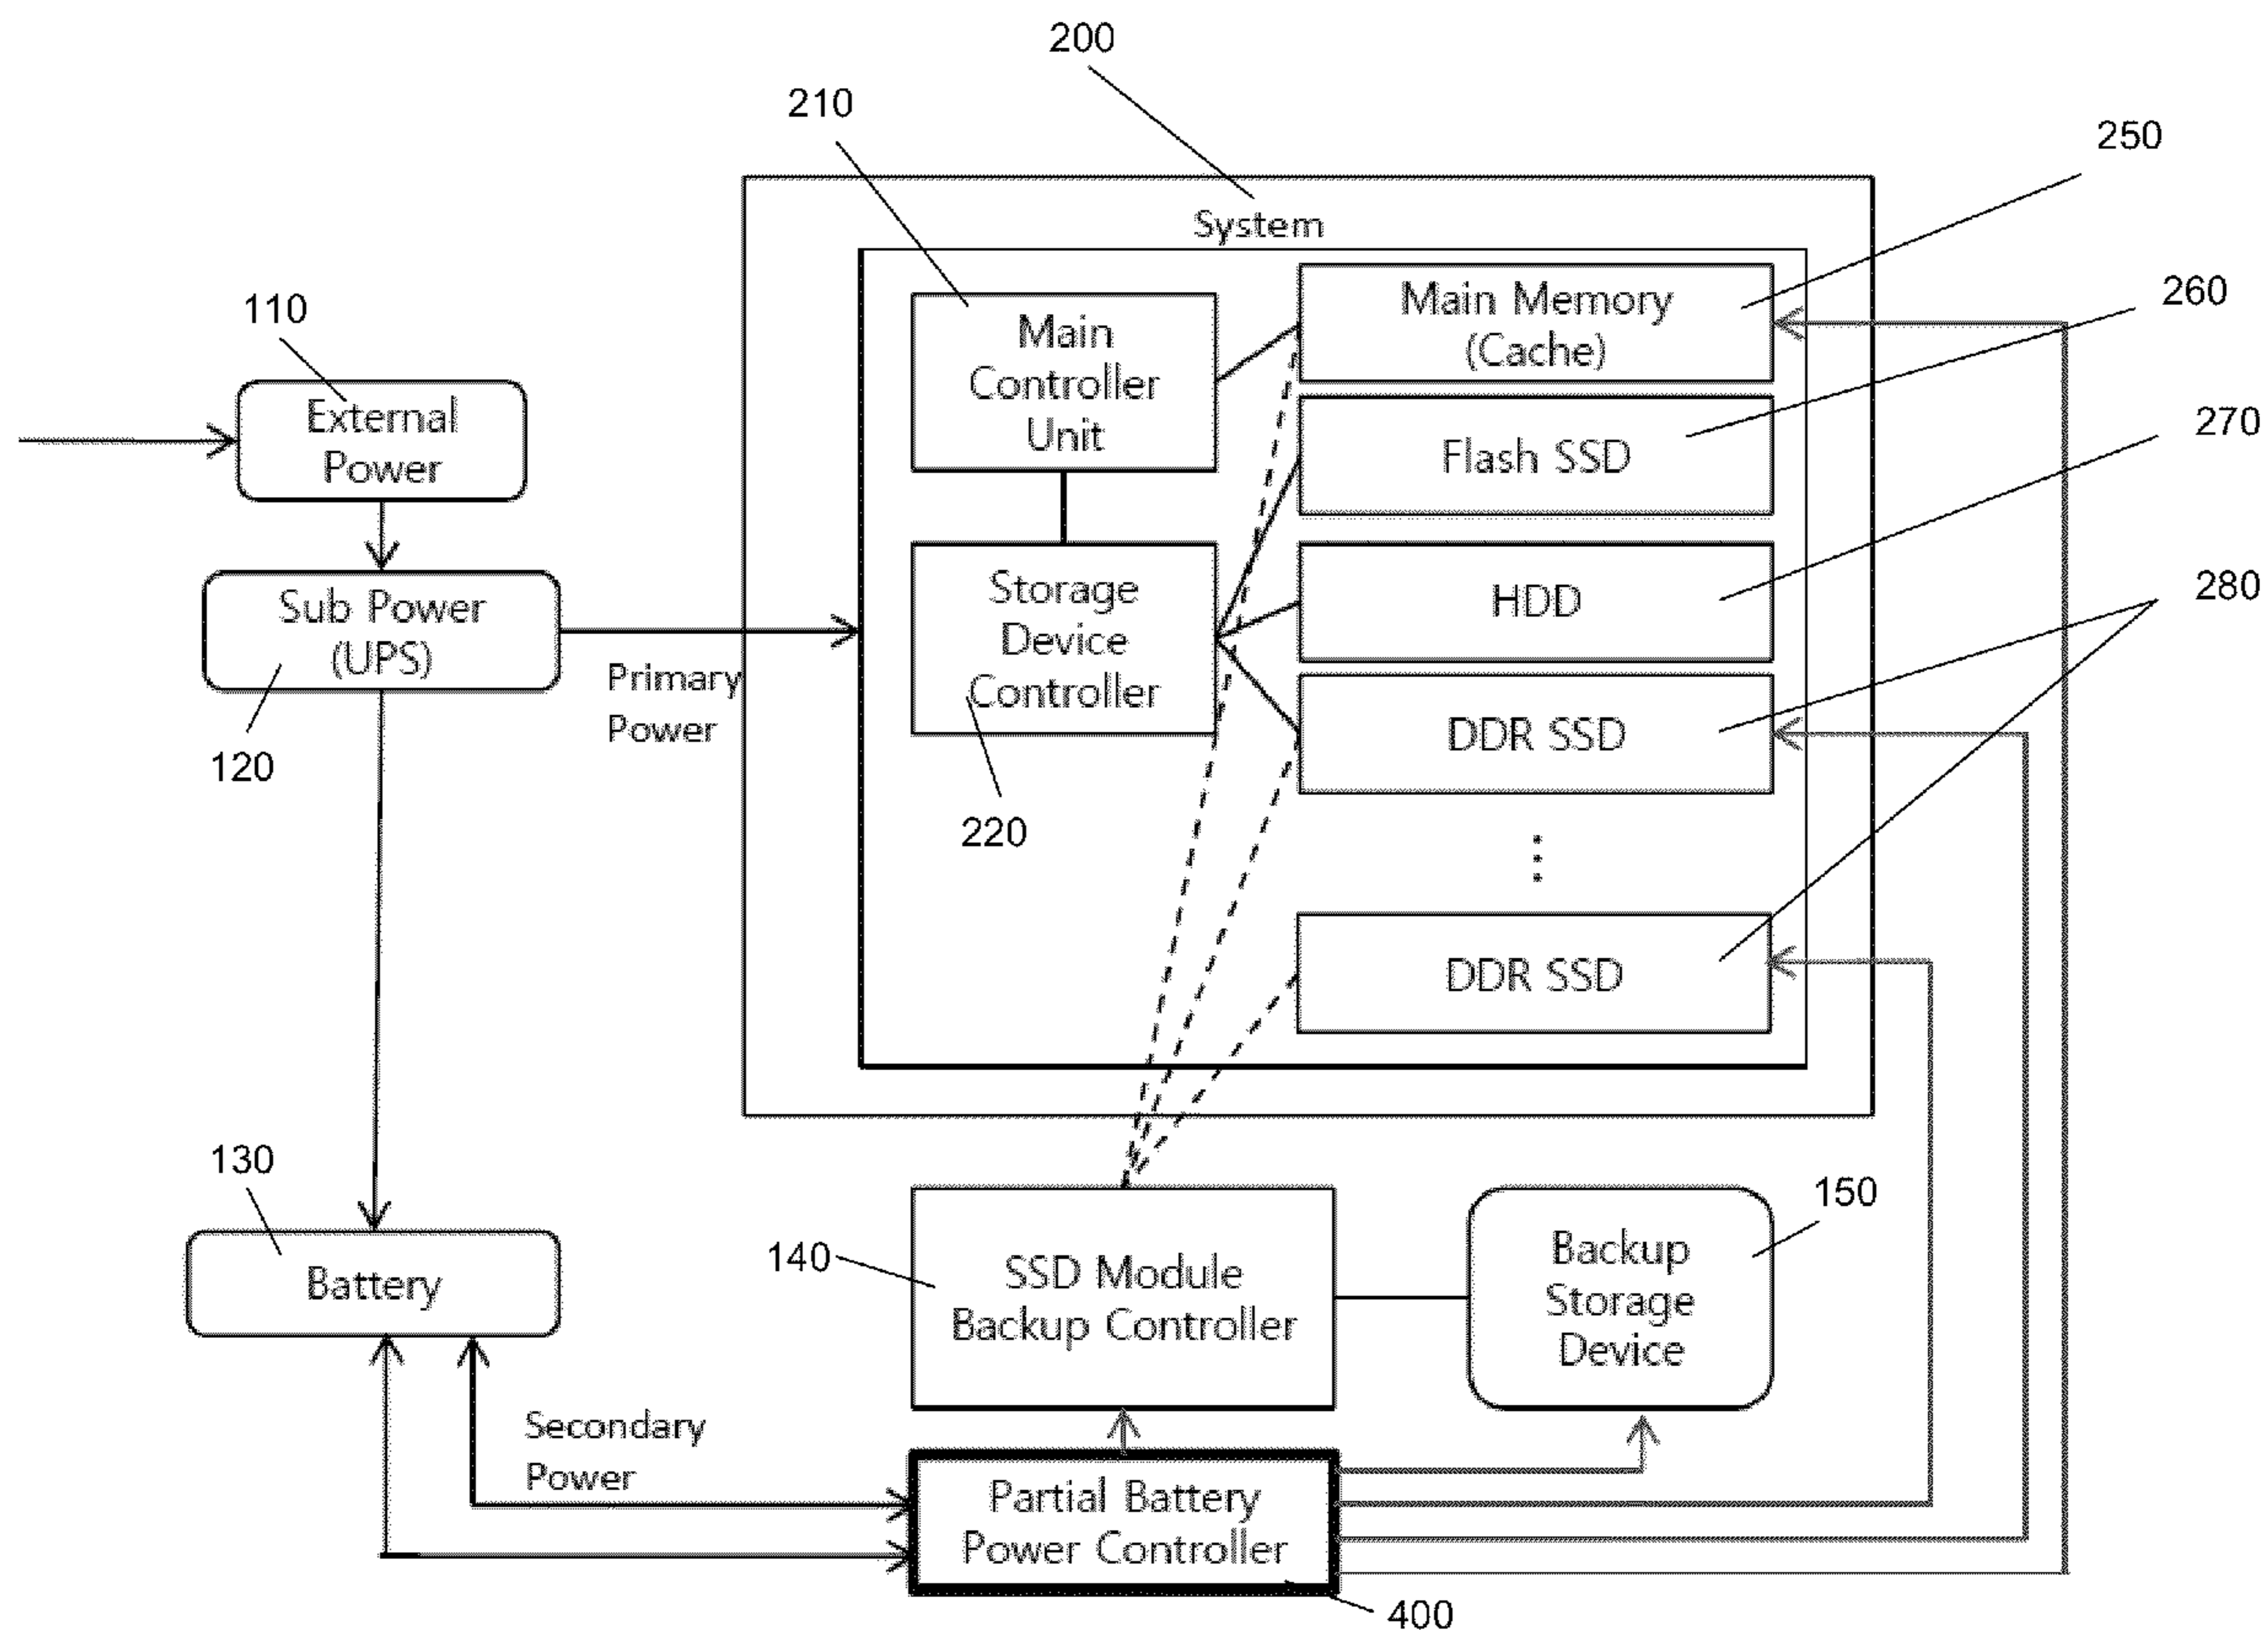 200
210
250
System
260
110
Main
Controller
Unit
Main Memory
(Cache)
External
Power
Flash SSD
270
Sub Power
(UPS)
Storage
Device
Controller
HDD
280
Primary
Power
120
DDR SSD
220
⋮
DDR SSD
130
150
Battery
140
SSD Module
Backup Controller
Backup
Storage
Device
Secondary
Power
Partial Battery
Power Controller
400